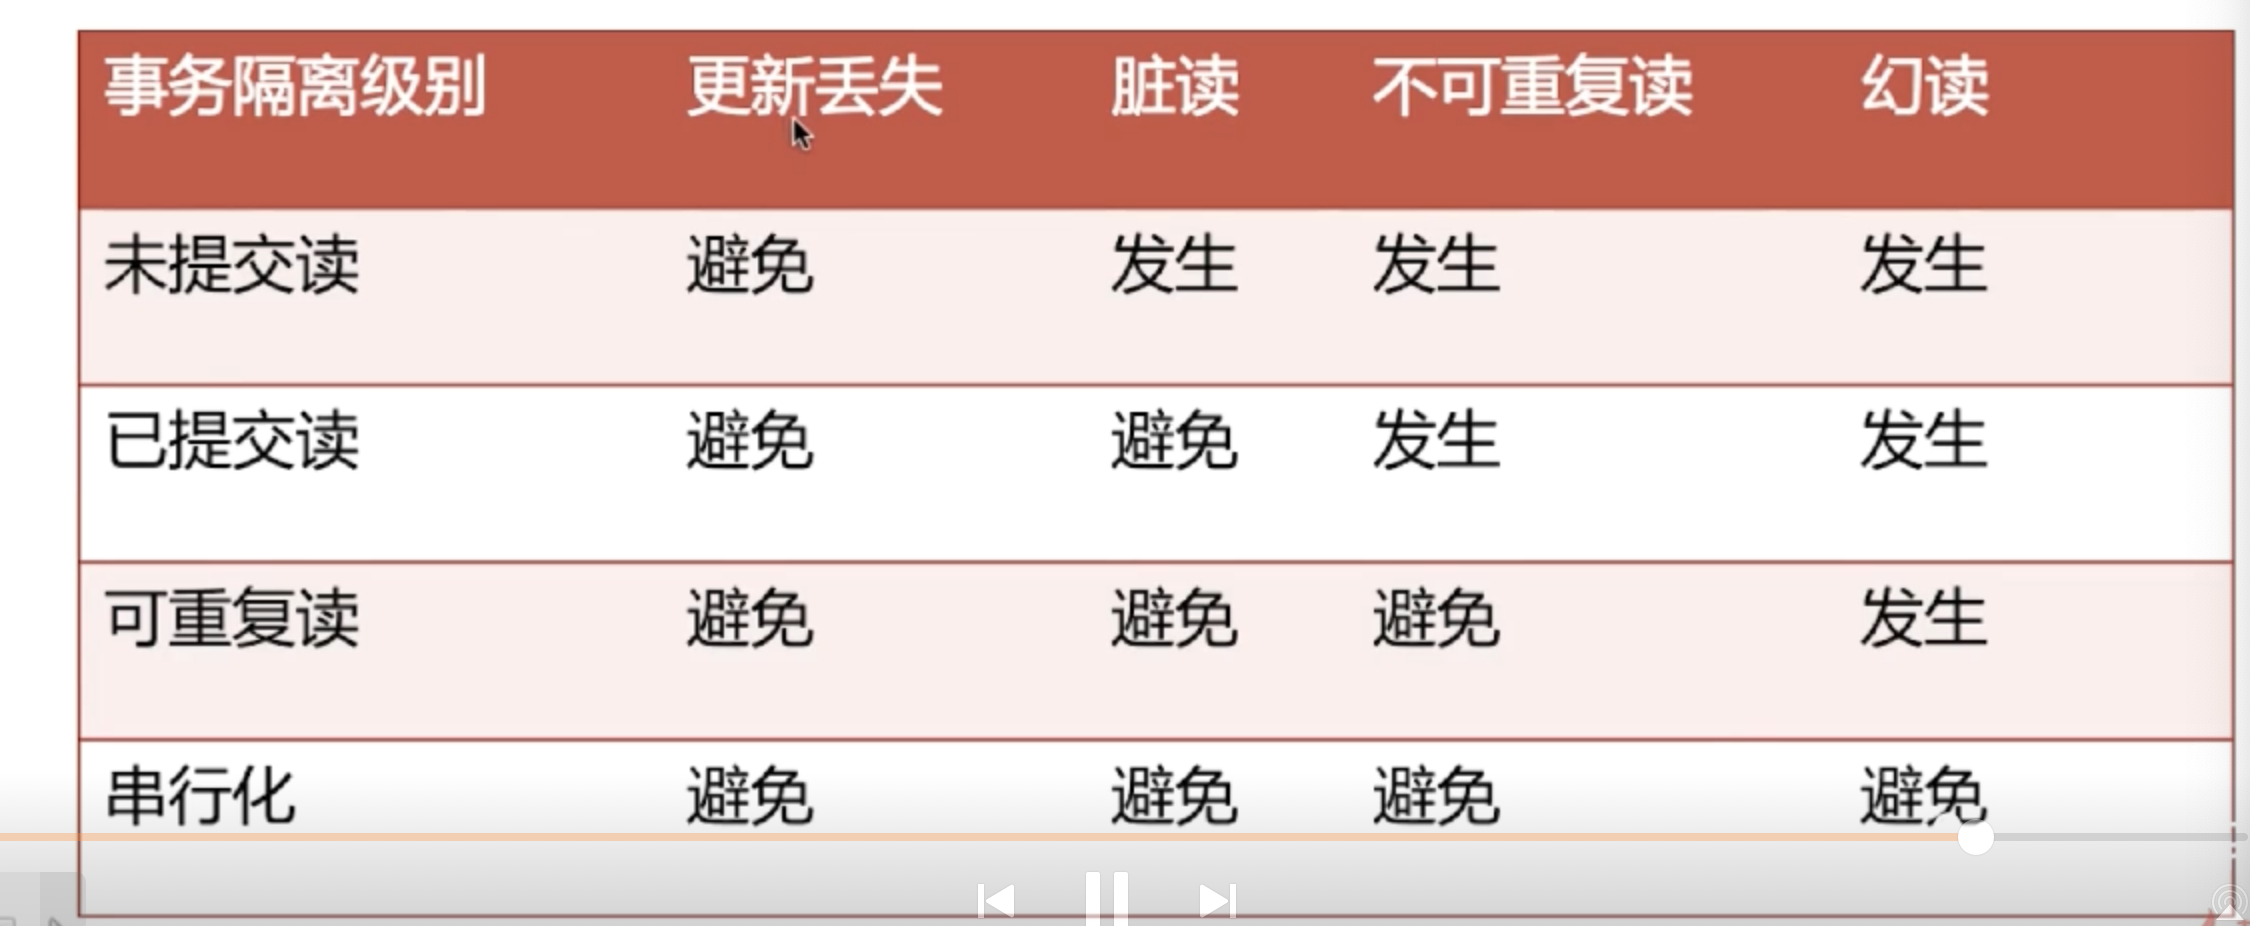 事务隔离级别 更新丢失 脏读 不可重复读 幻读
未提交读 避免 发生 发生 发生
已提交读 避免 避免 发生 发生
可重复读 避免 避免 避免 发生
串行化 避免 避免 避免 避免